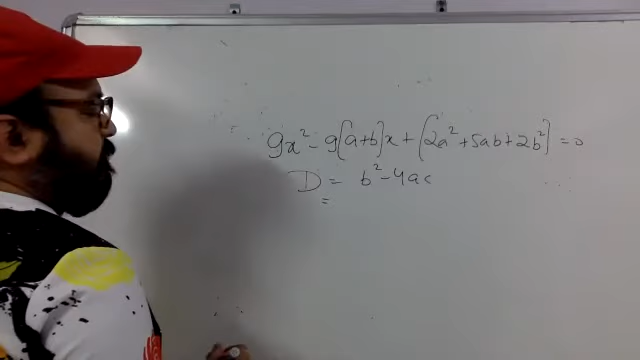 9x² - 9(a+b)x + (2a² + 5ab + 2b²) = 0
D = b² - 4ac
=